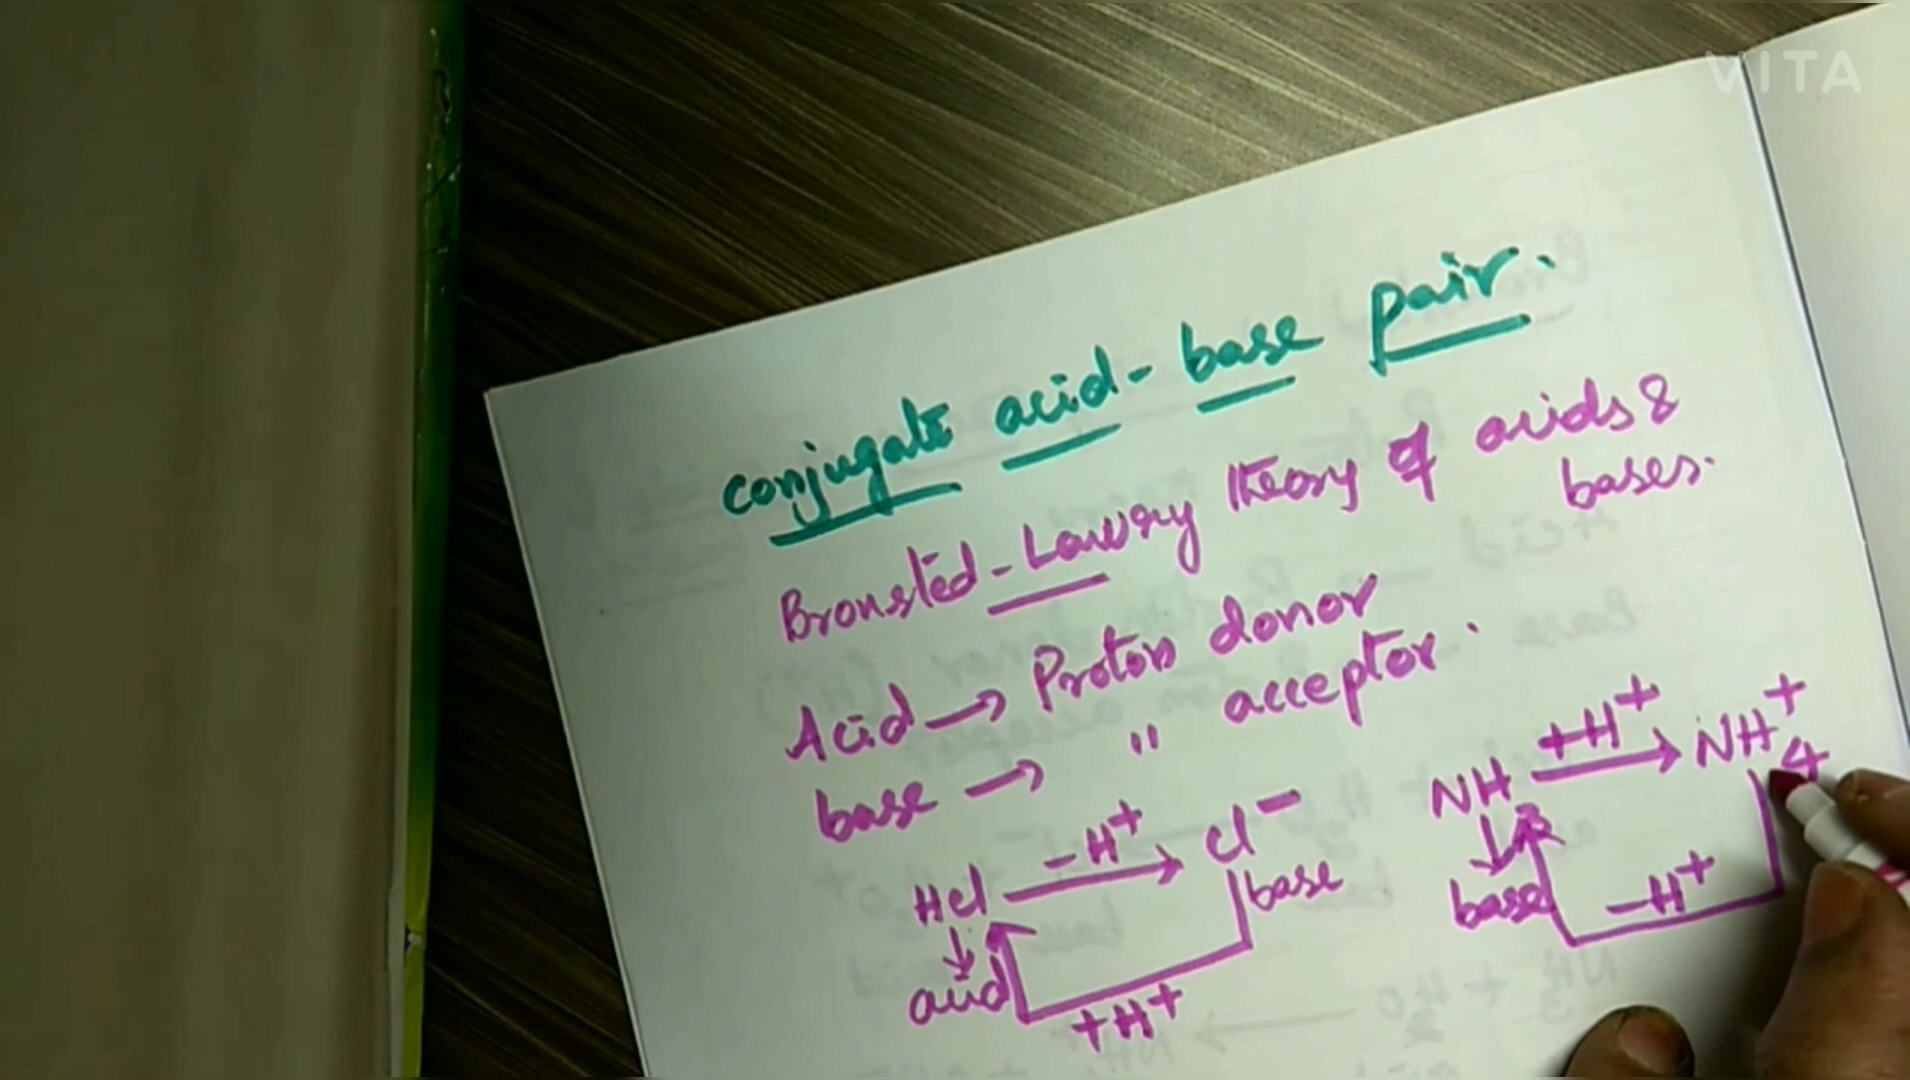 VITA
conjugate acid-base pair.
Bronsted-Lowry theory of acids &
bases.
Acid → Proton donor
base → " acceptor.
HCl -H+ → Cl-
acid
base
+H+
NH3 +H+ → NH4+
base
-H+